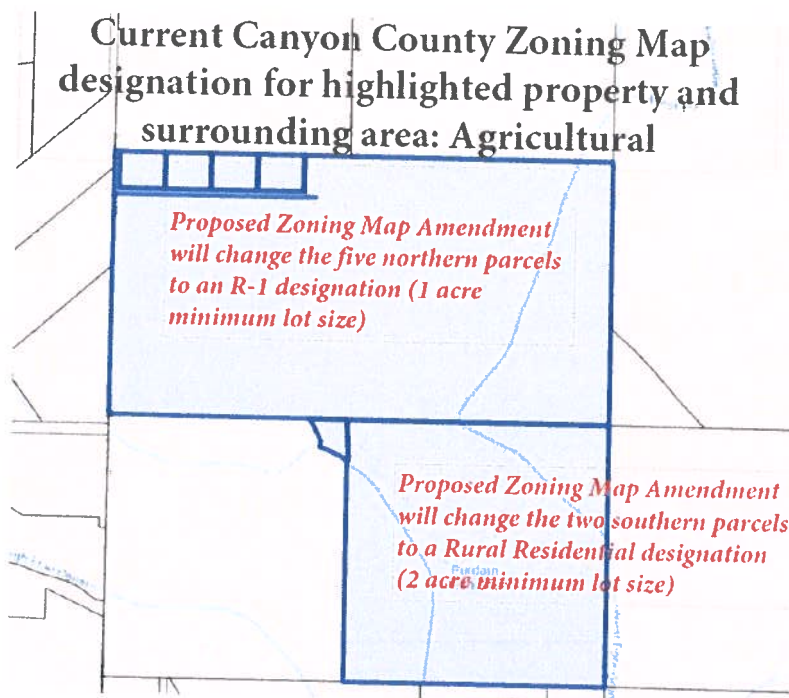 Current Canyon County Zoning Map
designation for highlighted property and
surrounding area: Agricultural
Proposed Zoning Map Amendment
will change the five northern parcels
to an R-1 designation (1 acre
minimum lot size)
Proposed Zoning Map Amendment
will change the two southern parcels
to a Rural Residential designation
(2 acre minimum lot size)